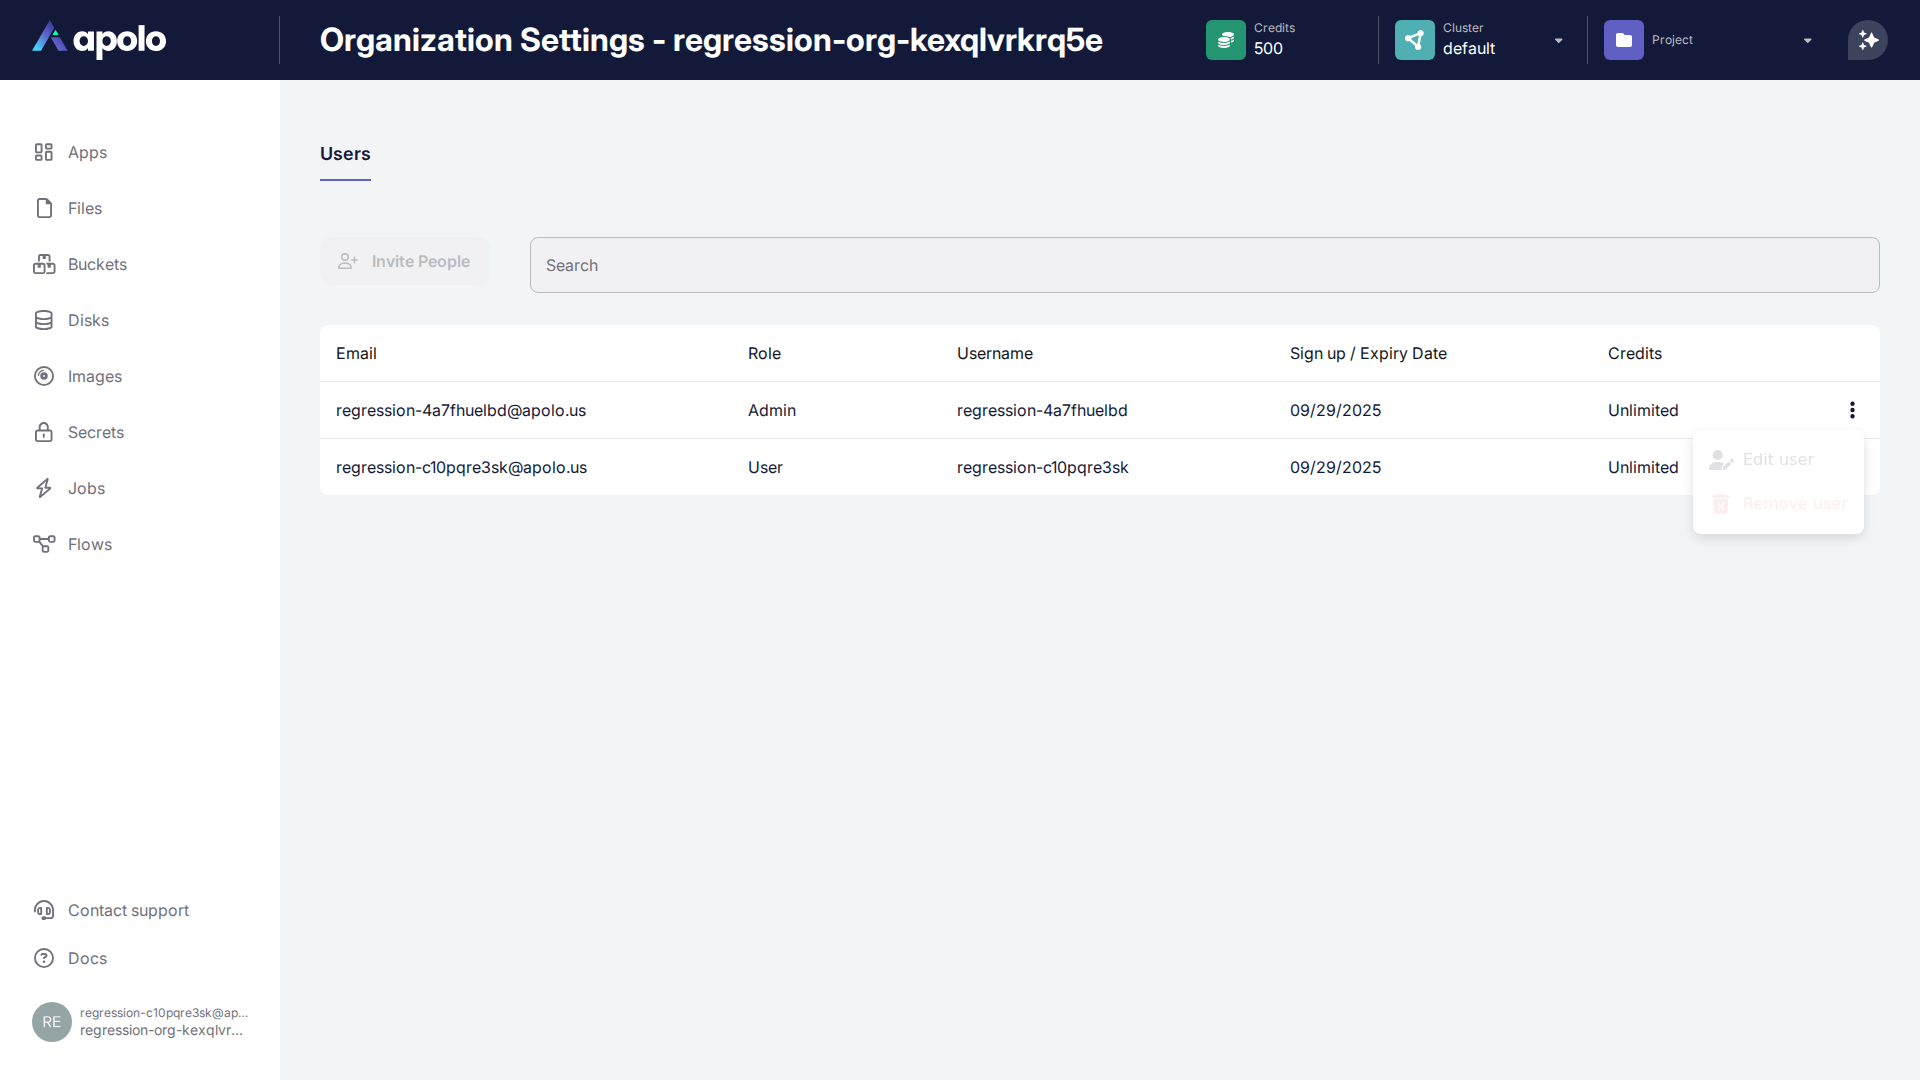 apolo
Organization Settings - regression-org-kexqlvrkrq5e
Credits
500
Cluster
default
Project
Apps
Files
Buckets
Disks
Images
Secrets
Jobs
Flows
Users
Invite People
Search
Email Role Username Sign up / Expiry Date Credits
regression-4a7fhuelbd@apolo.us Admin regression-4a7fhuelbd 09/29/2025 Unlimited
regression-c10pqre3sk@apolo.us User regression-c10pqre3sk 09/29/2025 Unlimited
Edit user
Remove user
Contact support
Docs
RE
regression-c10pqre3sk@ap...
regression-org-kexqlvr...